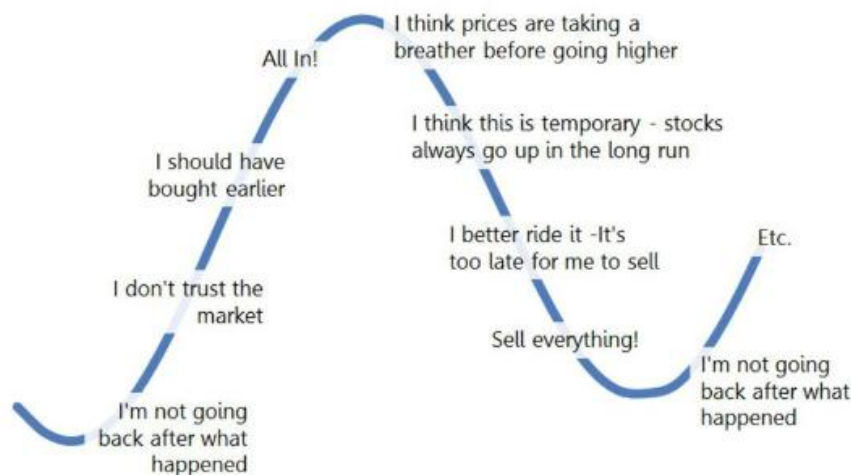 I think prices are taking a
breather before going higher
All In!
I think this is temporary - stocks
always go up in the long run
I should have
bought earlier
I better ride it -It's
too late for me to sell
Etc.
I don't trust the
market
Sell everything!
I'm not going
back after what
happened
I'm not going
back after what
happened